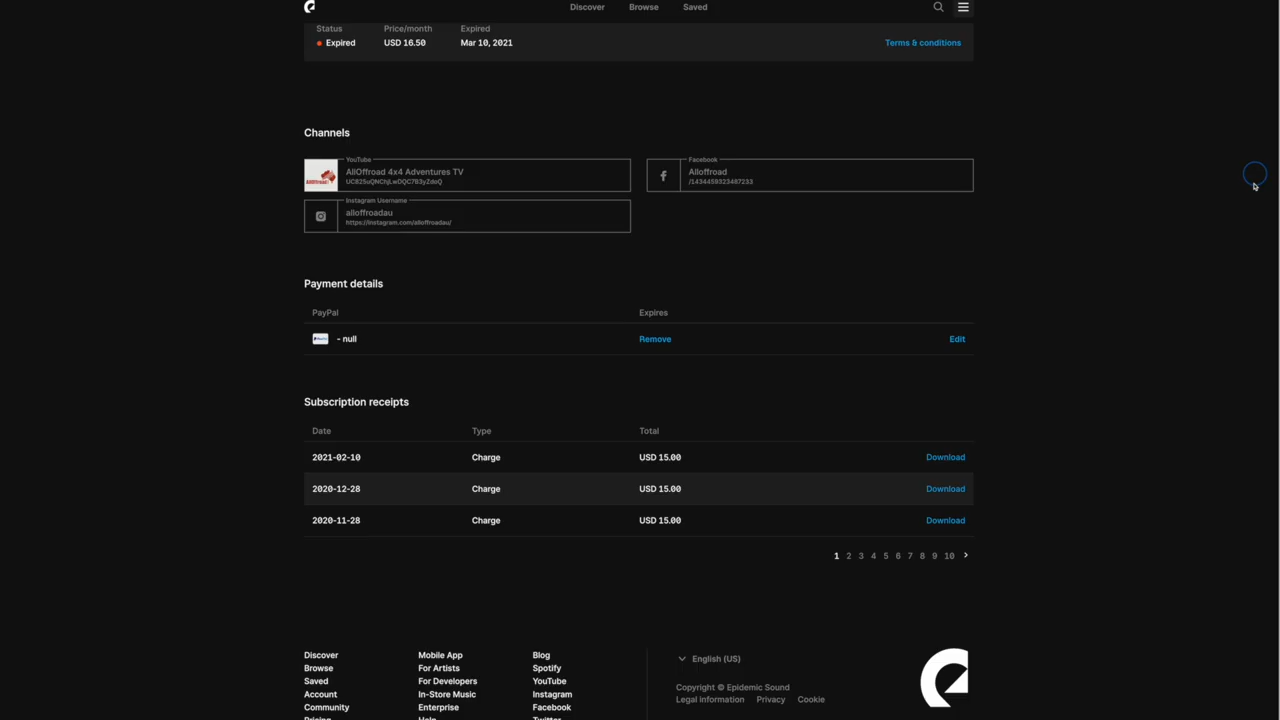 Discover Browse Saved
Status Price/month Expired
Expired USD 16.50 Mar 10, 2021 Terms & conditions
Channels
YouTube Facebook
AllOffroad 4x4 Adventures TV Alloffroad
/1434459323487233
Instagram Username
alloffroadau
https://instagram.com/alloffroadau/
Payment details
PayPal Expires
- null Remove Edit
Subscription receipts
Date Type Total
2021-02-10 Charge USD 15.00 Download
2020-12-28 Charge USD 15.00 Download
2020-11-28 Charge USD 15.00 Download
1 2 3 4 5 6 7 8 9 10
Discover Mobile App Blog English (US)
Browse For Artists Spotify
Saved For Developers YouTube
Account In-Store Music Instagram Copyright © Epidemic Sound
Community Enterprise Facebook Legal information Privacy Cookie
Pricing Help Twitter